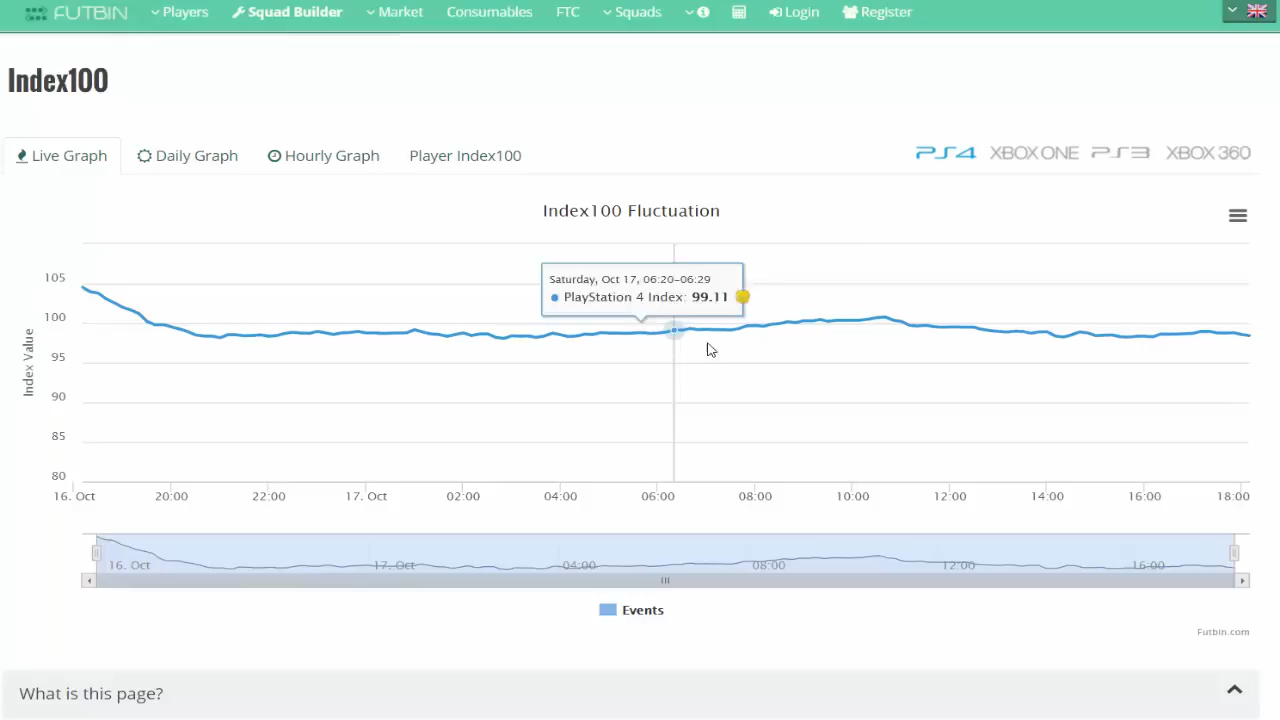 FUTBIN Players Squad Builder Market Consumables FTC Squads Login Register
Index100
Live Graph Daily Graph Hourly Graph Player Index100 PS4 XBOX ONE PS3 XBOX 360
Index100 Fluctuation
Saturday, Oct 17, 06:20-06:29
PlayStation 4 Index: 99.11
Index Value
105
100
95
90
85
80
16. Oct 20:00 22:00 17. Oct 02:00 04:00 06:00 08:00 10:00 12:00 14:00 16:00 18:00
16. Oct 17. Oct 04:00 08:00 12:00 16:00
Events
Futbin.com
What is this page?